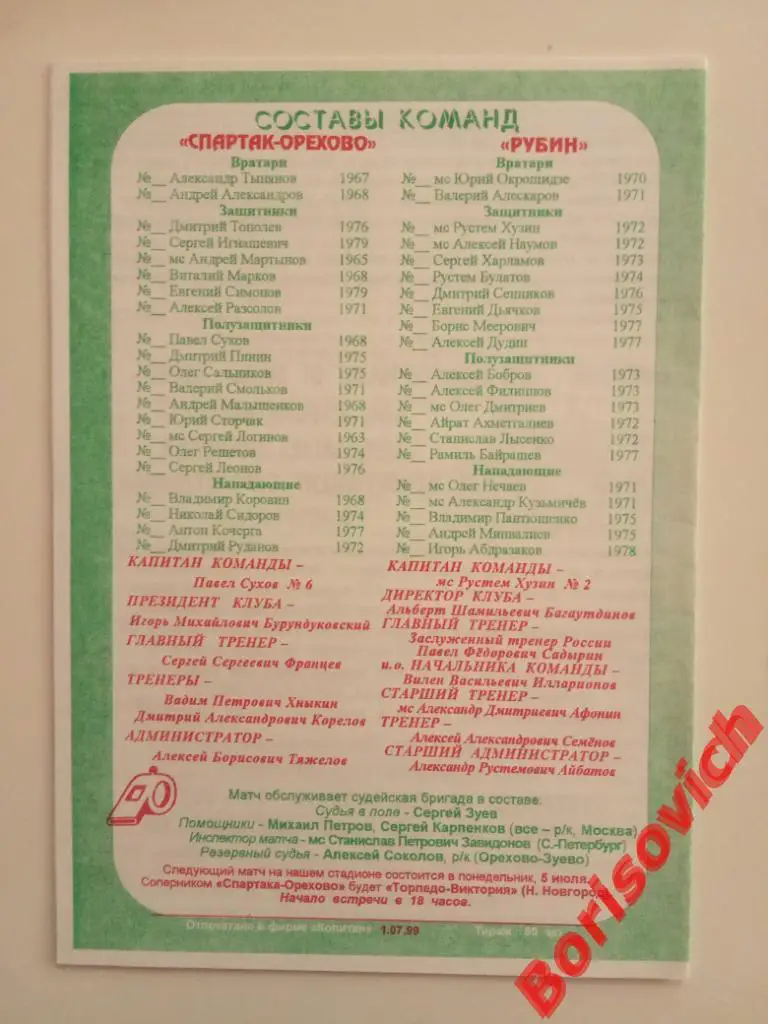 СОСТАВЫ КОМАНД
«СПАРТАК-ОРЕХОВО»
Вратари
№__ Александр Тынянов 1967
№__ Андрей Александров 1968
Защитники
№__ Дмитрий Тополев 1976
№__ Сергей Игнашевич 1979
№__ мс Андрей Мартынов 1965
№__ Виталий Марков 1968
№__ Евгений Симонов 1979
№__ Алексей Рассолов 1971
Полузащитники
№__ Павел Сухов 1968
№__ Дмитрий Пинин 1975
№__ Олег Сальников 1975
№__ Валерий Смольков 1971
№__ Андрей Малышенков 1968
№__ Юрий Сторчак 1971
№__ мс Сергей Логинов 1963
№__ Олег Решетов 1974
№__ Сергей Леонов 1976
Нападающие
№__ Владимир Коровин 1968
№__ Николай Сидоров 1974
№__ Антон Кочерга 1977
№__ Дмитрий Руданов 1972
КАПИТАН КОМАНДЫ –
Павел Сухов № 6
ПРЕЗИДЕНТ КЛУБА –
Игорь Михайлович Бурундуковский
ГЛАВНЫЙ ТРЕНЕР –
Сергей Сергеевич Францев
ТРЕНЕРЫ –
Вадим Петрович Хныкин
Дмитрий Александрович Корелов
АДМИНИСТРАТОР –
Алексей Борисович Тяжелов
«РУБИН»
Вратари
№__ мс Юрий Окрошидзе 1970
№__ Валерий Алескаров 1971
Защитники
№__ мс Рустем Хузин 1972
№__ мс Алексей Наумов 1972
№__ Сергей Харламов 1973
№__ Рустем Булатов 1974
№__ Дмитрий Сенников 1976
№__ Евгений Дьячков 1975
№__ Борис Меерович 1977
№__ Алексей Дудин 1977
Полузащитники
№__ Алексей Бобров 1973
№__ Алексей Филиппов 1973
№__ мс Олег Дмитриев 1973
№__ Айрат Ахметгалиев 1972
№__ Станислав Лысенко 1972
№__ Рамиль Байрашев 1977
Нападающие
№__ мс Олег Нечаев 1971
№__ мс Александр Кузьмичёв 1971
№__ Владимир Пантюшенко 1975
№__ Андрей Минвалиев 1975
№__ Игорь Абдразаков 1978
КАПИТАН КОМАНДЫ –
мс Рустем Хузин № 2
ДИРЕКТОР КЛУБА –
Альберт Шамильевич Багаутдинов
ГЛАВНЫЙ ТРЕНЕР –
Заслуженный тренер России
Павел Фёдорович Садырин
и.о. НАЧАЛЬНИКА КОМАНДЫ –
Вилен Васильевич Илларионов
СТАРШИЙ ТРЕНЕР –
мс Александр Дмитриевич Афонин
ТРЕНЕР –
Алексей Александрович Семёнов
СТАРШИЙ АДМИНИСТРАТОР –
Александр Рустемович Айбатов
Матч обслуживает судейская бригада в составе:
Судья в поле - Сергей Зуев
Помощники - Михаил Петров, Сергей Карпенков (все – р/к, Москва)
Инспектор матча - мс Станислав Петрович Завидонов (С.-Петербург)
Резервный судья - Алексей Соколов, р/к (Орехово-Зуево)
Следующий матч на нашем стадионе состоится в понедельник, 5 июля.
Соперником «Спартака-Орехово» будет «Торпедо-Виктория» (Н. Новгород)
Начало встречи в 18 часов.
Отпечатано в фирме «Копитек» 1.07.99 Тираж
Borisovich